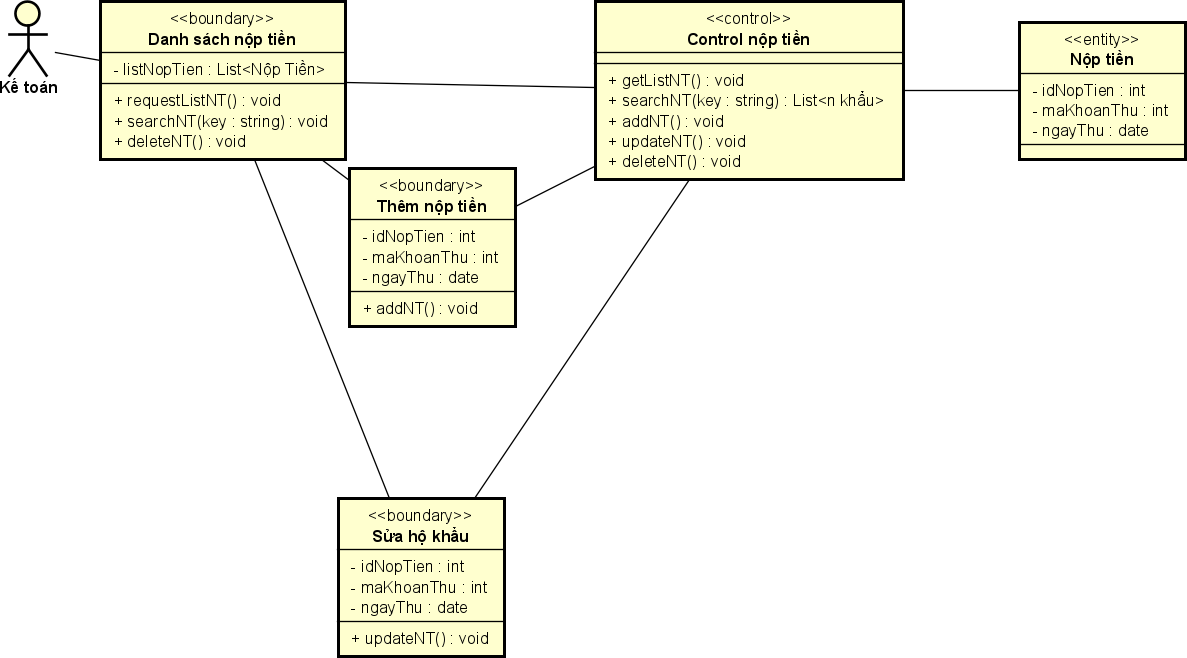 Kế toán
<<boundary>>
Danh sách nộp tiền
- listNopTien : List<Nộp Tiền>
+ requestListNT() : void
+ searchNT(key : string) : void
+ deleteNT() : void
<<control>>
Control nộp tiền
+ getListNT() : void
+ searchNT(key : string) : List<n khẩu>
+ addNT() : void
+ updateNT() : void
+ deleteNT() : void
<<entity>>
Nộp tiền
- idNopTien : int
- maKhoanThu : int
- ngayThu : date
<<boundary>>
Thêm nộp tiền
- idNopTien : int
- maKhoanThu : int
- ngayThu : date
+ addNT() : void
<<boundary>>
Sửa hộ khẩu
- idNopTien : int
- maKhoanThu : int
- ngayThu : date
+ updateNT() : void